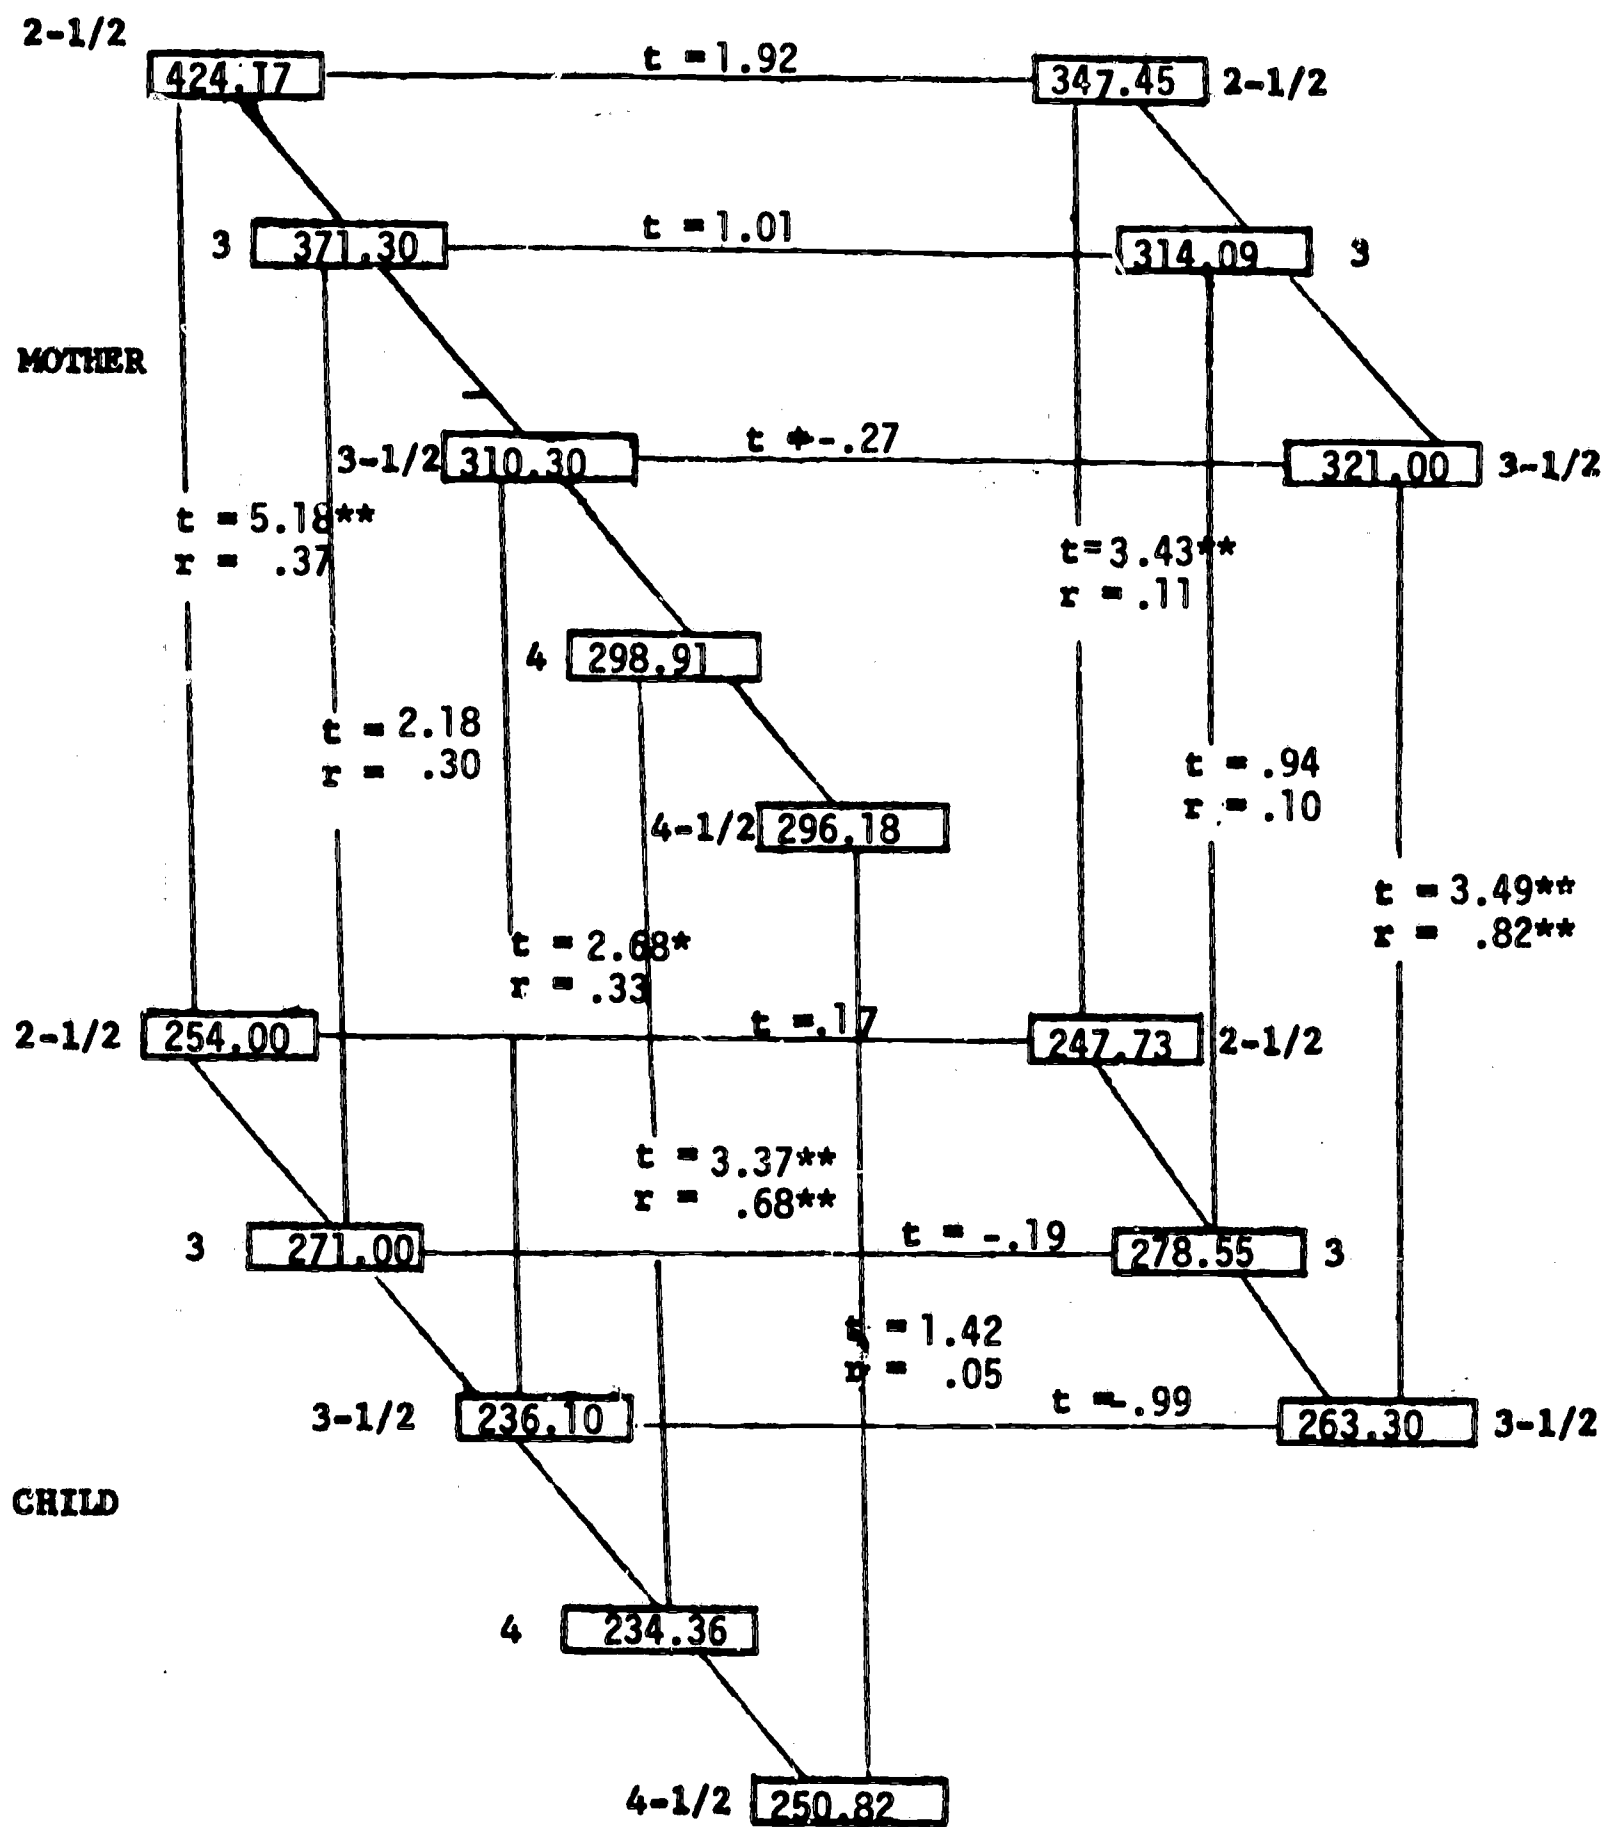 2-1/2
424.17 t = 1.92 347.45 2-1/2
3 371.30 t = 1.01 314.09 3
MOTHER
3-1/2 310.30 t = -.27 321.00 3-1/2
t = 5.18**
r = .37
t = 3.43**
r = .11
4 298.91
t = 2.18
r = .30
t = .94
r = .10
4-1/2 296.18
t = 3.49**
r = .82**
t = 2.68*
r = .33
2-1/2 254.00 t = .17 247.73 2-1/2
t = 3.37**
r = .68**
3 271.00 t = -.19 278.55 3
t = 1.42
r = .05
3-1/2 236.10 t = -.99 263.30 3-1/2
CHILD
4 234.36
4-1/2 250.82